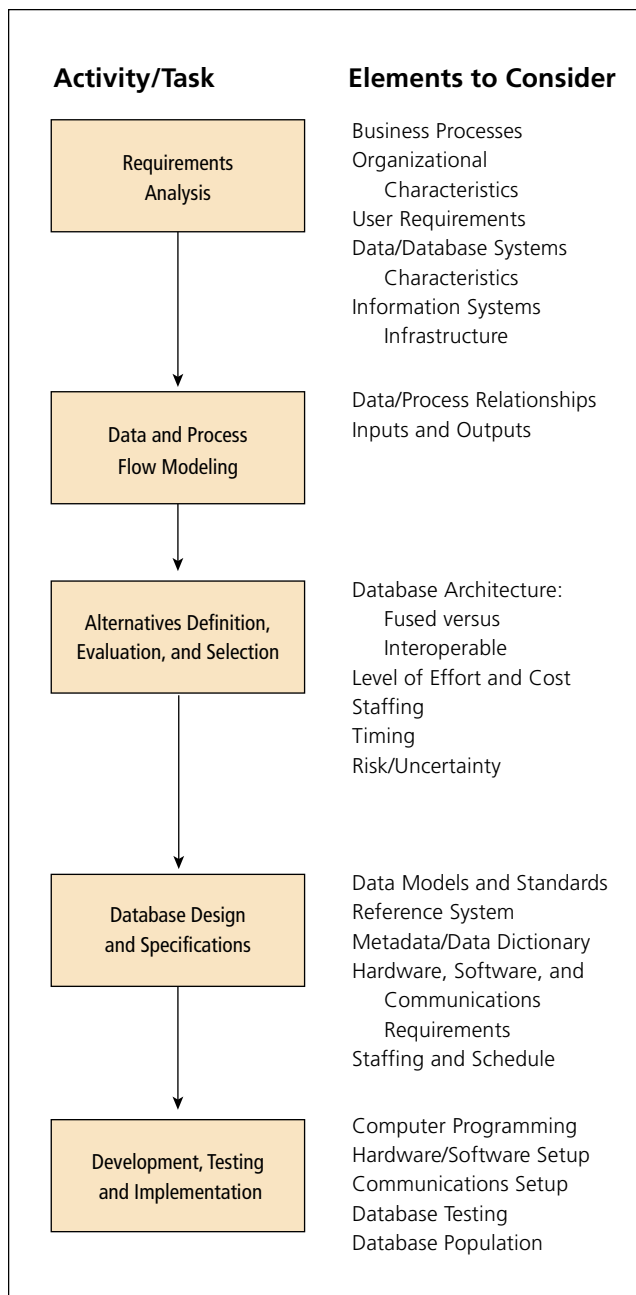 Activity/Task
Elements to Consider
Requirements
Analysis
Business Processes
Organizational
Characteristics
User Requirements
Data/Database Systems
Characteristics
Information Systems
Infrastructure
Data and Process
Flow Modeling
Data/Process Relationships
Inputs and Outputs
Alternatives Definition,
Evaluation, and Selection
Database Architecture:
Fused versus
Interoperable
Level of Effort and Cost
Staffing
Timing
Risk/Uncertainty
Database Design
and Specifications
Data Models and Standards
Reference System
Metadata/Data Dictionary
Hardware, Software, and
Communications
Requirements
Staffing and Schedule
Development, Testing
and Implementation
Computer Programming
Hardware/Software Setup
Communications Setup
Database Testing
Database Population